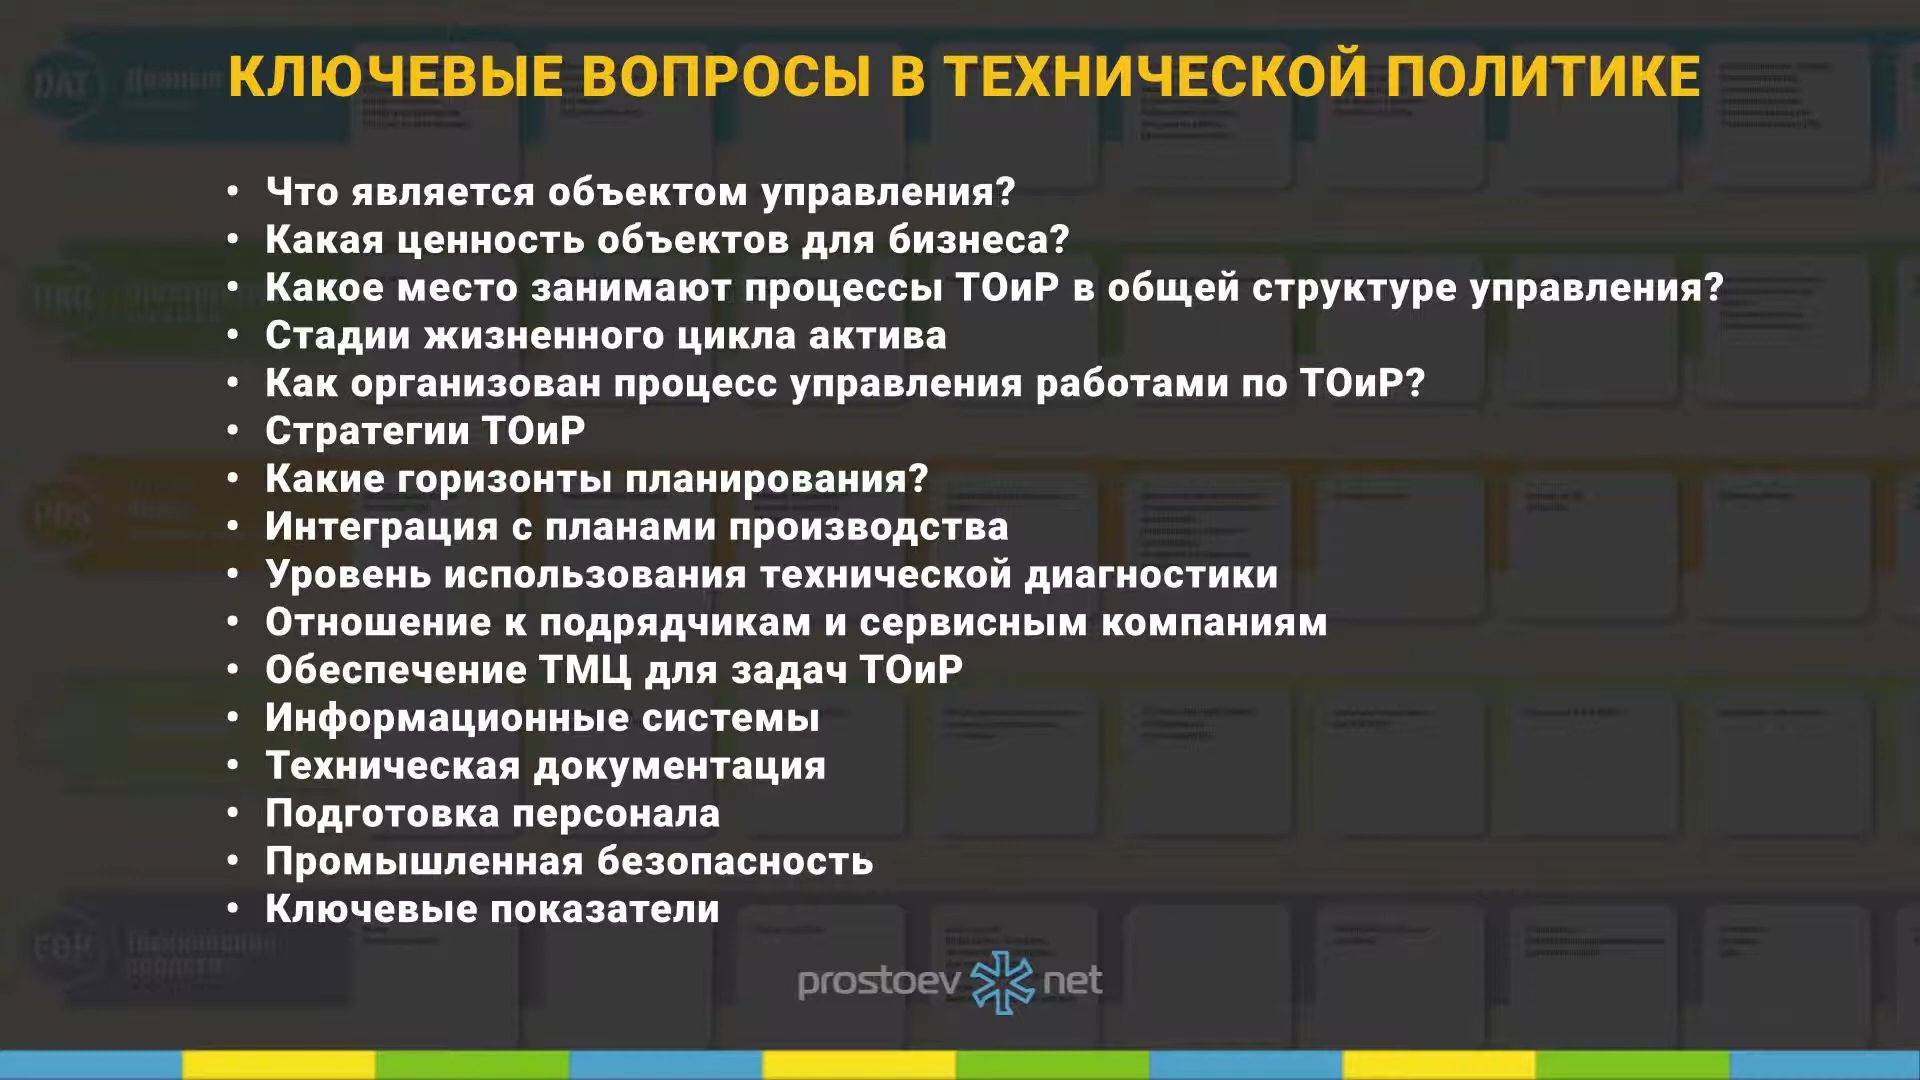 КЛЮЧЕВЫЕ ВОПРОСЫ В ТЕХНИЧЕСКОЙ ПОЛИТИКЕ
• Что является объектом управления?
• Какая ценность объектов для бизнеса?
• Какое место занимают процессы ТОиР в общей структуре управления?
• Стадии жизненного цикла актива
• Как организован процесс управления работами по ТОиР?
• Стратегии ТОиР
• Какие горизонты планирования?
• Интеграция с планами производства
• Уровень использования технической диагностики
• Отношение к подрядчикам и сервисным компаниям
• Обеспечение ТМЦ для задач ТОиР
• Информационные системы
• Техническая документация
• Подготовка персонала
• Промышленная безопасность
• Ключевые показатели
prostoev net